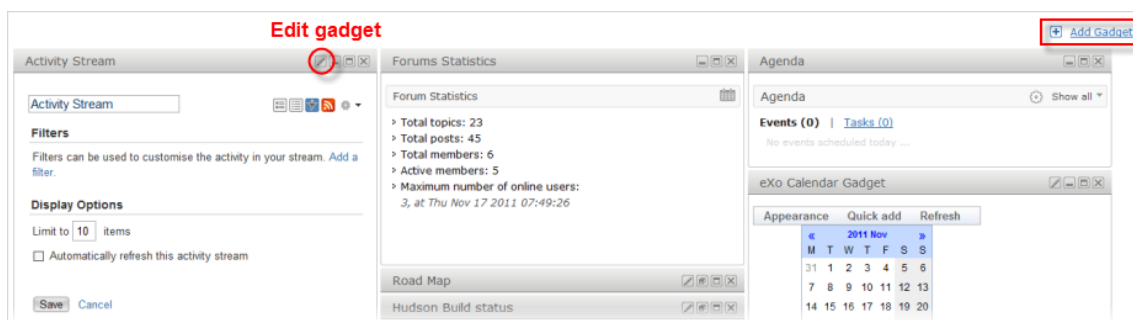 Edit gadget
Add Gadget
Activity Stream
Activity Stream
Filters
Filters can be used to customise the activity in your stream. Add a
filter.
Display Options
Limit to 10 items
Automatically refresh this activity stream
Save Cancel
Forums Statistics
Forum Statistics
Total topics: 23
Total posts: 45
Total members: 6
Active members: 5
Maximum number of online users:
3, at Thu Nov 17 2011 07:49:26
Road Map
Hudson Build status
Agenda
Agenda Show all
Events (0) | Tasks (0)
No events scheduled today ...
eXo Calendar Gadget
Appearance Quick add Refresh
« 2011 Nov »
M T W T F S S
31 1 2 3 4 5 6
7 8 9 10 11 12 13
14 15 16 17 18 19 20